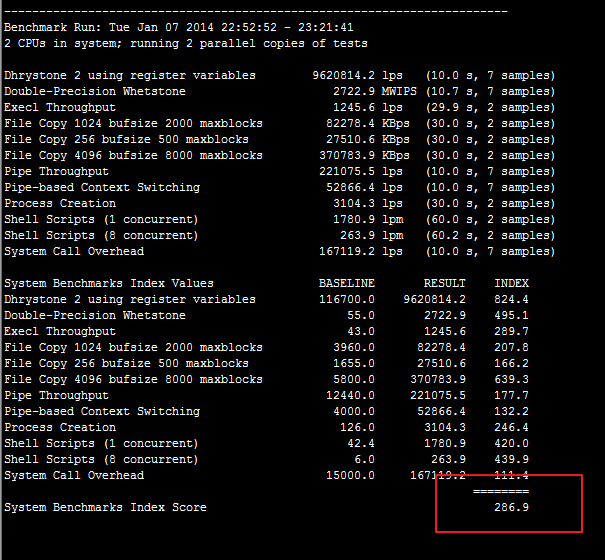 ------------------------------------------------------------------------
Benchmark Run: Tue Jan 07 2014 22:52:52 - 23:21:41
2 CPUs in system; running 2 parallel copies of tests

Dhrystone 2 using register variables        9620814.2 lps   (10.0 s, 7 samples)
Double-Precision Whetstone                     2722.9 MWIPS (10.7 s, 7 samples)
Execl Throughput                               1245.6 lps   (29.9 s, 2 samples)
File Copy 1024 bufsize 2000 maxblocks         82278.4 KBps  (30.0 s, 2 samples)
File Copy 256 bufsize 500 maxblocks           27510.6 KBps  (30.0 s, 2 samples)
File Copy 4096 bufsize 8000 maxblocks        370783.9 KBps  (30.0 s, 2 samples)
Pipe Throughput                              221075.5 lps   (10.0 s, 7 samples)
Pipe-based Context Switching                  52866.4 lps   (10.0 s, 7 samples)
Process Creation                               3104.3 lps   (30.0 s, 2 samples)
Shell Scripts (1 concurrent)                   1780.9 lpm   (60.0 s, 2 samples)
Shell Scripts (8 concurrent)                    263.9 lpm   (60.2 s, 2 samples)
System Call Overhead                         167119.2 lps   (10.0 s, 7 samples)

System Benchmarks Index Values               BASELINE       RESULT    INDEX
Dhrystone 2 using register variables         116700.0    9620814.2    824.4
Double-Precision Whetstone                       55.0       2722.9    495.1
Execl Throughput                                 43.0       1245.6    289.7
File Copy 1024 bufsize 2000 maxblocks          3960.0      82278.4    207.8
File Copy 256 bufsize 500 maxblocks            1655.0      27510.6    166.2
File Copy 4096 bufsize 8000 maxblocks          5800.0     370783.9    639.3
Pipe Throughput                               12440.0     221075.5    177.7
Pipe-based Context Switching                   4000.0      52866.4    132.2
Process Creation                                126.0       3104.3    246.4
Shell Scripts (1 concurrent)                     42.4       1780.9    420.0
Shell Scripts (8 concurrent)                      6.0        263.9    439.9
System Call Overhead                          15000.0     167119.2    111.4
                                                                   ========
System Benchmarks Index Score                                         286.9